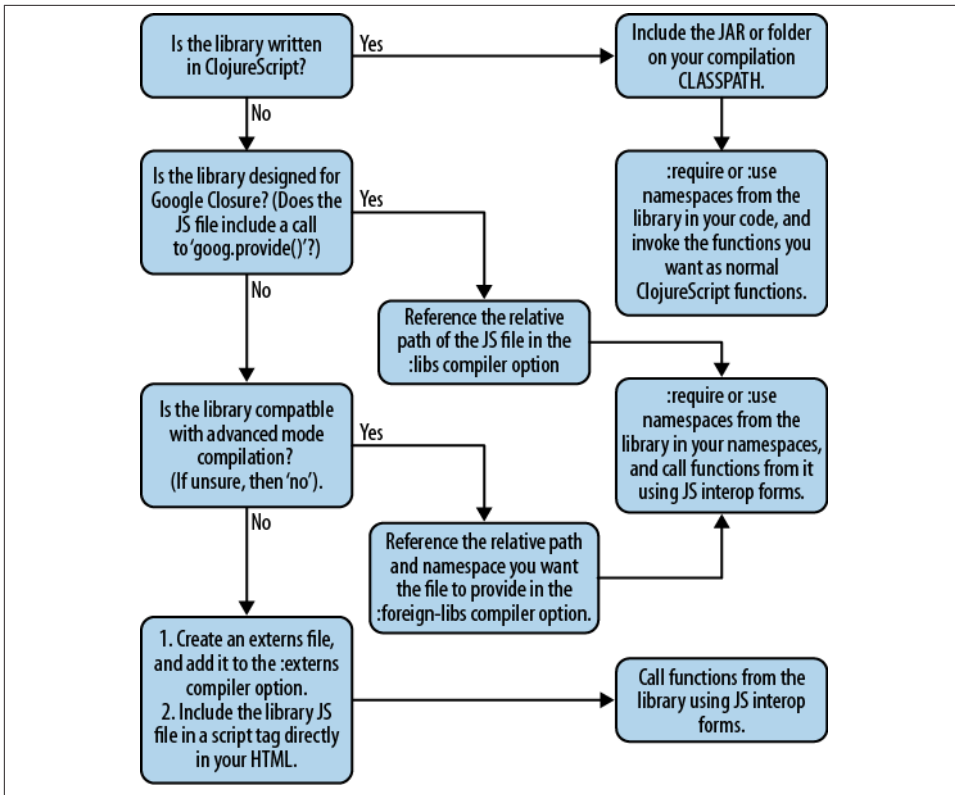 Is the library written
in ClojureScript?
Yes
Include the JAR or folder
on your compilation
CLASSPATH.
No
Is the library designed for
Google Closure? (Does the
JS file include a call
to ‘goog.provide()’?)
Yes
:require or :use
namespaces from the
library in your code, and
invoke the functions you
want as normal
ClojureScript functions.
No
Reference the relative
path of the JS file in the
:libs compiler option
Is the library compatble
with advanced mode
compilation?
(If unsure, then ‘no’).
Yes
:require or :use
namespaces from the
library in your namespaces,
and call functions from it
using JS interop forms.
No
Reference the relative path
and namespace you want
the file to provide in the
:foreign-libs compiler option.
1. Create an externs file,
and add it to the :externs
compiler option.
2. Include the library JS
file in a script tag directly
in your HTML.
Call functions from the
library using JS interop
forms.